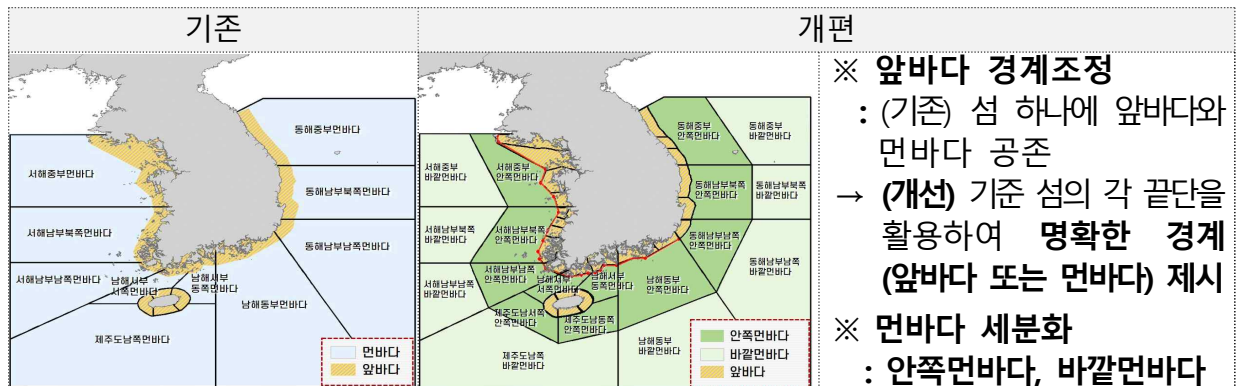 기존
개편
동해중부먼바다
서해중부먼바다
동해남부북쪽먼바다
서해남부북쪽먼바다
동해남부남쪽먼바다
서해남부남쪽먼바다
남해서부
서쪽먼바다
남해서부
동쪽먼바다
남해동부먼바다
제주도남쪽먼바다
먼바다
앞바다
동해중부
안쪽먼바다
동해중부
바깥먼바다
서해중부
바깥먼바다
서해중부
안쪽먼바다
동해남부북쪽
안쪽먼바다
동해남부북쪽
바깥먼바다
서해남부북쪽
바깥먼바다
서해남부북쪽
안쪽먼바다
동해남부남쪽
안쪽먼바다
동해남부남쪽
바깥먼바다
서해남부남쪽
바깥먼바다
서해남부남쪽
안쪽먼바다
남해서부
서쪽먼바다
남해서부
동쪽먼바다
남해동부
안쪽먼바다
제주도남서쪽
안쪽먼바다
제주도남동쪽
안쪽먼바다
제주도남쪽
바깥먼바다
남해동부
바깥먼바다
안쪽먼바다
바깥먼바다
앞바다
※ 앞바다 경계조정
: (기존) 섬 하나에 앞바다와
먼바다 공존
→ (개선) 기준 섬의 각 끝단을
활용하여 명확한 경계
(앞바다 또는 먼바다) 제시
※ 먼바다 세분화
: 안쪽먼바다, 바깥먼바다